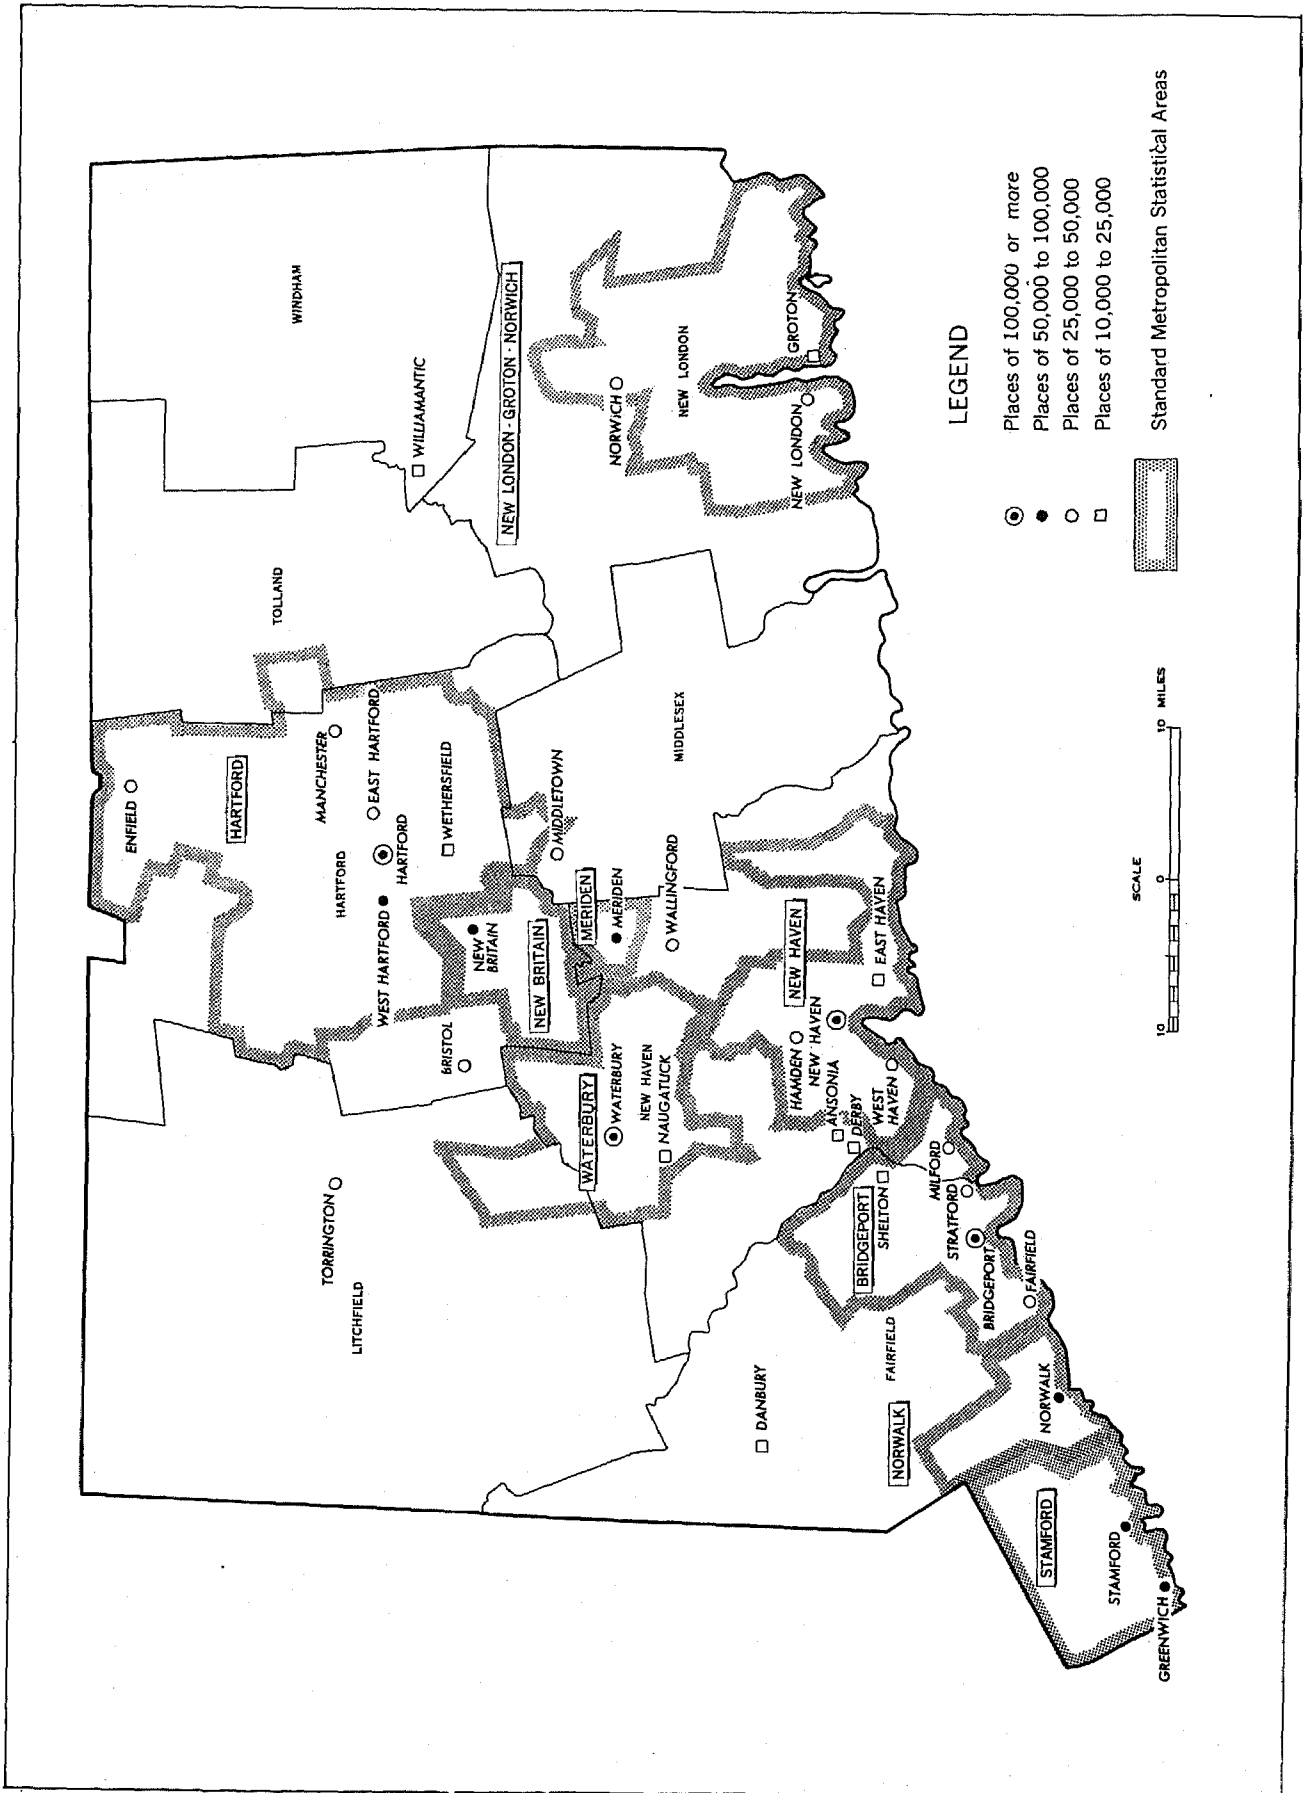 WINDHAM
TOLLAND
WILLIAMANTIC
NEW LONDON - GROTON - NORWICH
NORWICH
NEW LONDON
GROTON
NEW LONDON
ENFIELD
HARTFORD
MANCHESTER
EAST HARTFORD
HARTFORD
HARTFORD
WETHERSFIELD
WEST HARTFORD
NEW
BRITAIN
NEW BRITAIN
BRISTOL
MIDDLETOWN
MIDDLESEX
MERIDEN
MERIDEN
WALLINGFORD
TORRINGTON
LITCHFIELD
WATERBURY
WATERBURY
NEW HAVEN
NAUGATUCK
NEW HAVEN
EAST HAVEN
HAMDEN
NEW HAVEN
ANSONIA
DERBY
WEST
HAVEN
MILFORD
SHELTON
BRIDGEPORT
STRATFORD
BRIDGEPORT
FAIRFIELD
FAIRFIELD
DANBURY
NORWALK
NORWALK
STAMFORD
STAMFORD
GREENWICH
LEGEND
Places of 100,000 or more
Places of 50,000 to 100,000
Places of 25,000 to 50,000
Places of 10,000 to 25,000
Standard Metropolitan Statistical Areas
SCALE
10 0 10 MILES